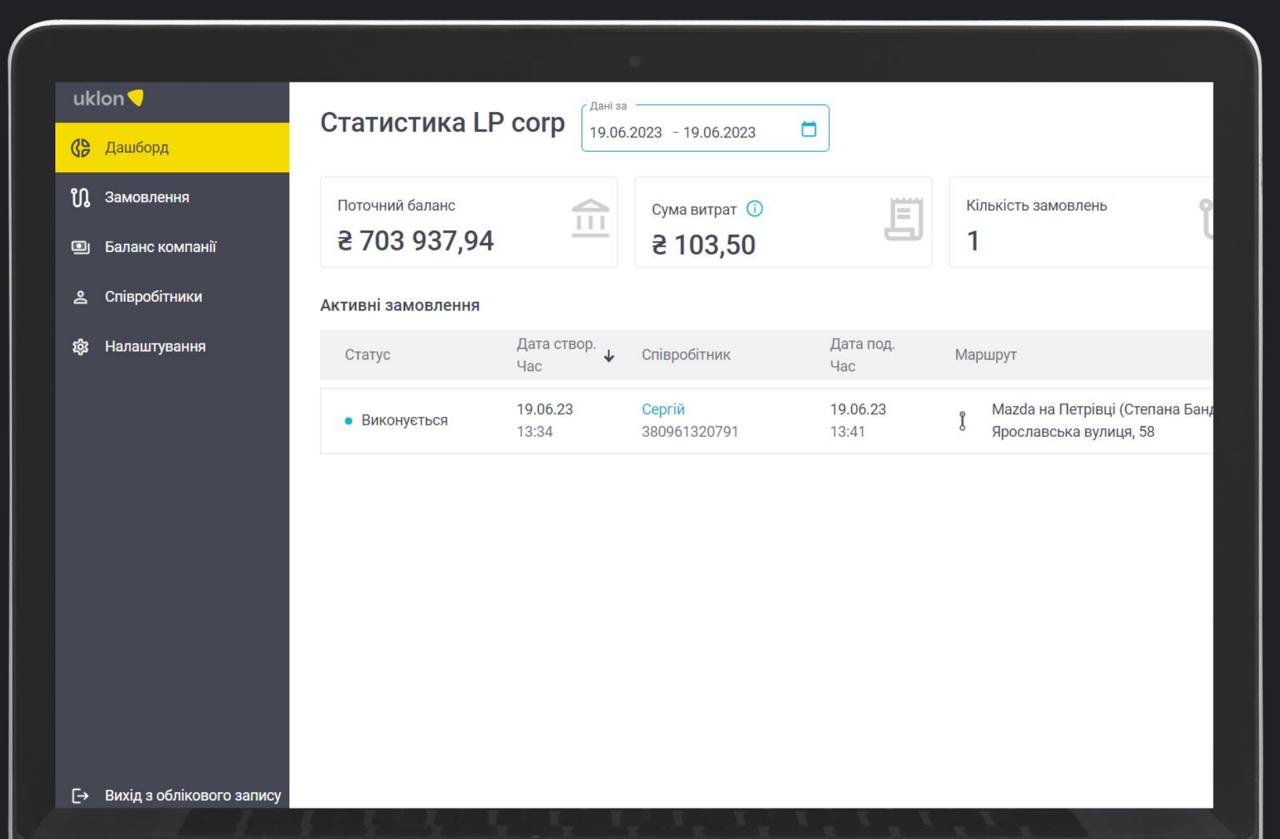 uklon
Дашборд
Замовлення
Баланс компанії
Співробітники
Налаштування
Вихід з облікового запису
Статистика LP corp
Дані за
19.06.2023 - 19.06.2023
Поточний баланс
₴ 703 937,94
Сума витрат
₴ 103,50
Кількість замовлень
1
Активні замовлення
Статус
Дата створ.
Час
Співробітник
Дата под.
Час
Маршрут
Виконується
19.06.23
13:34
Сергій
380961320791
19.06.23
13:41
Mazda на Петрівці (Степана Банд
Ярославська вулиця, 58